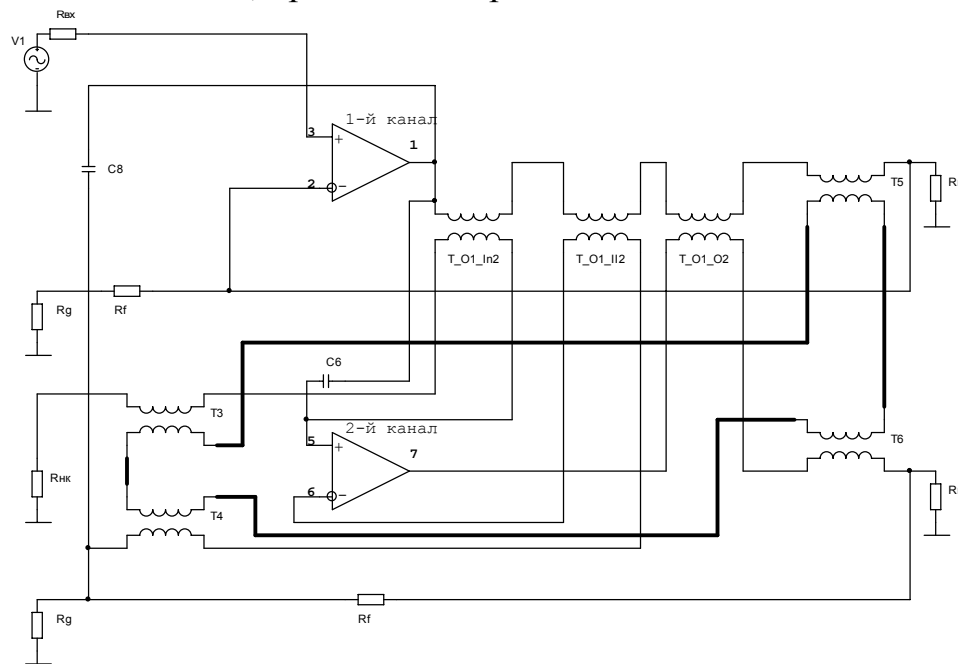 Rвх
V1
1-й канал
3
1
C8
2
T5
T_O1_In2
T_O1_II2
T_O1_O2
Rg
Rf
C6
T3
2-й канал
5
7
T6
Rнк
6
T4
Rg
Rf